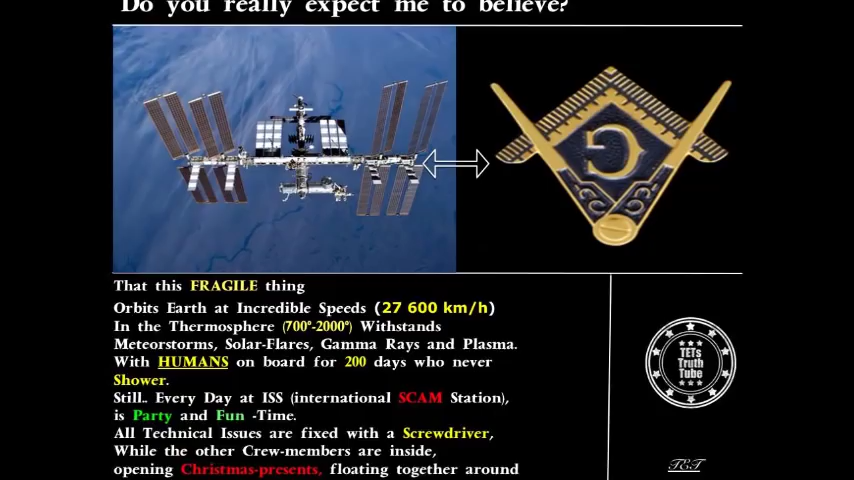 Do you really expect me to believe?
G
That this FRAGILE thing
Orbits Earth at Incredible Speeds (27 600 km/h)
In the Thermosphere (700°-2000°) Withstands
Meteorstorms, Solar-Flares, Gamma Rays and Plasma.
With HUMANS on board for 200 days who never
Shower.
Still.. Every Day at ISS (international SCAM Station),
is Party and Fun -Time.
All Technical Issues are fixed with a Screwdriver,
While the other Crew-members are inside,
opening Christmas-presents, floating together around
TETs
Truth
Tube
TET